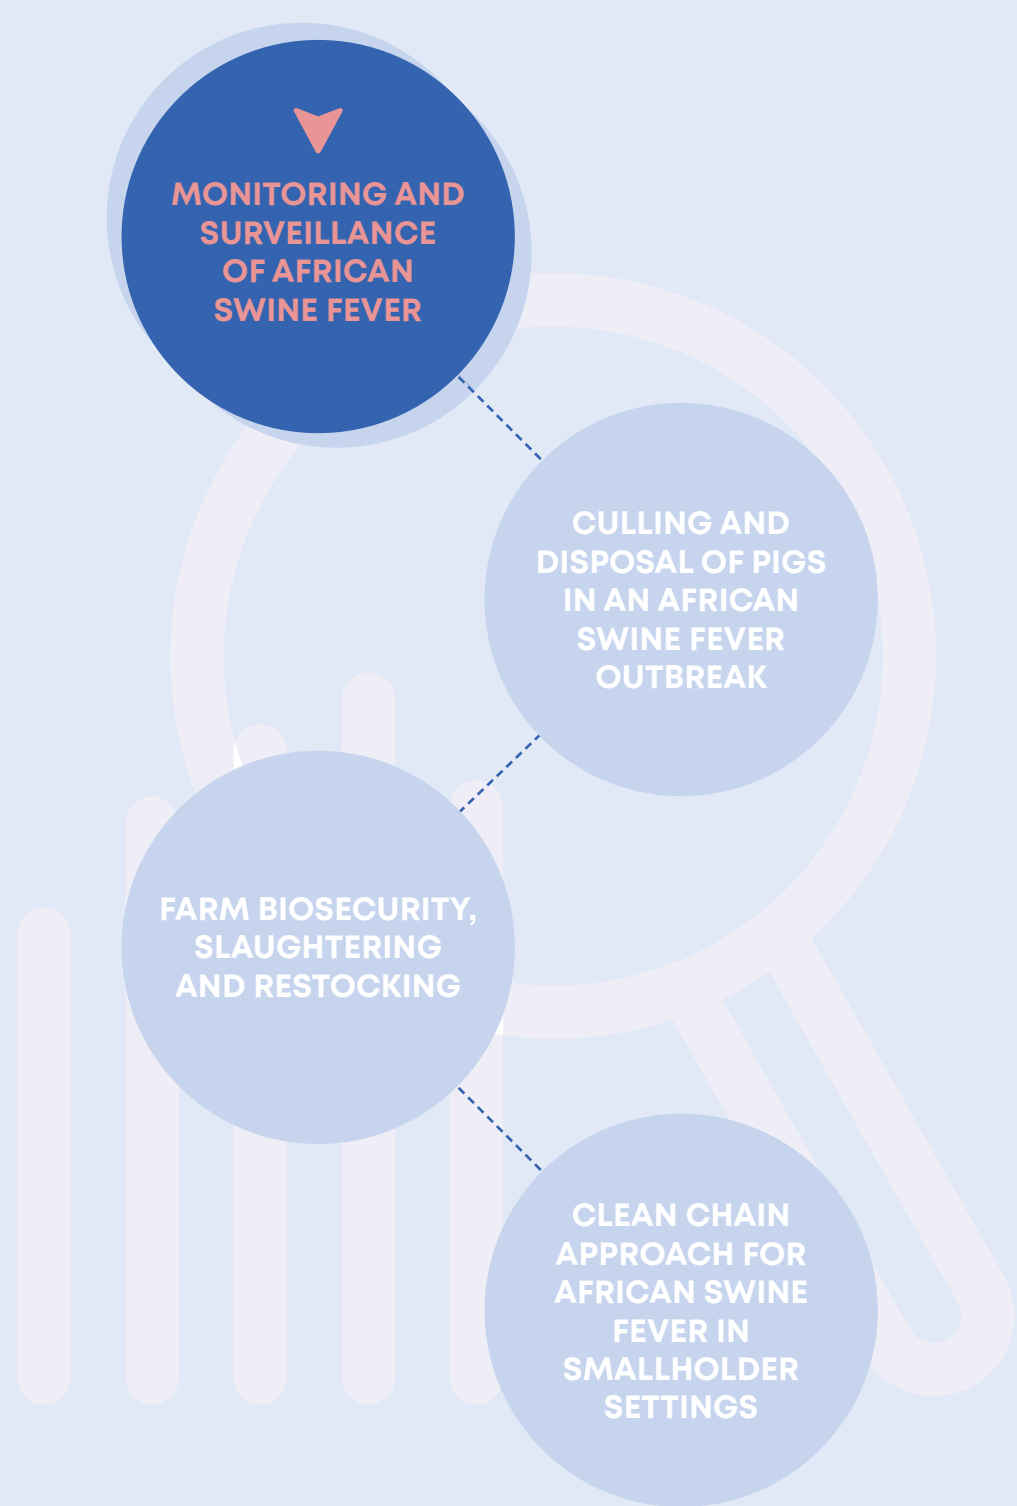 MONITORING AND
SURVEILLANCE
OF AFRICAN
SWINE FEVER
CULLING AND
DISPOSAL OF PIGS
IN AN AFRICAN
SWINE FEVER
OUTBREAK
FARM BIOSECURITY,
SLAUGHTERING
AND RESTOCKING
CLEAN CHAIN
APPROACH FOR
AFRICAN SWINE
FEVER IN
SMALLHOLDER
SETTINGS